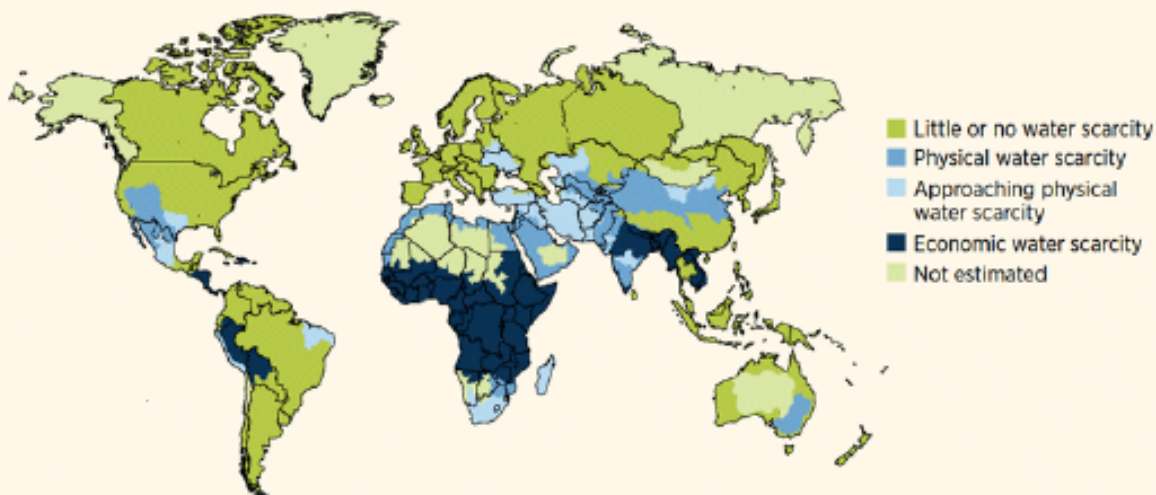 Little or no water scarcity
Physical water scarcity
Approaching physical
water scarcity
Economic water scarcity
Not estimated